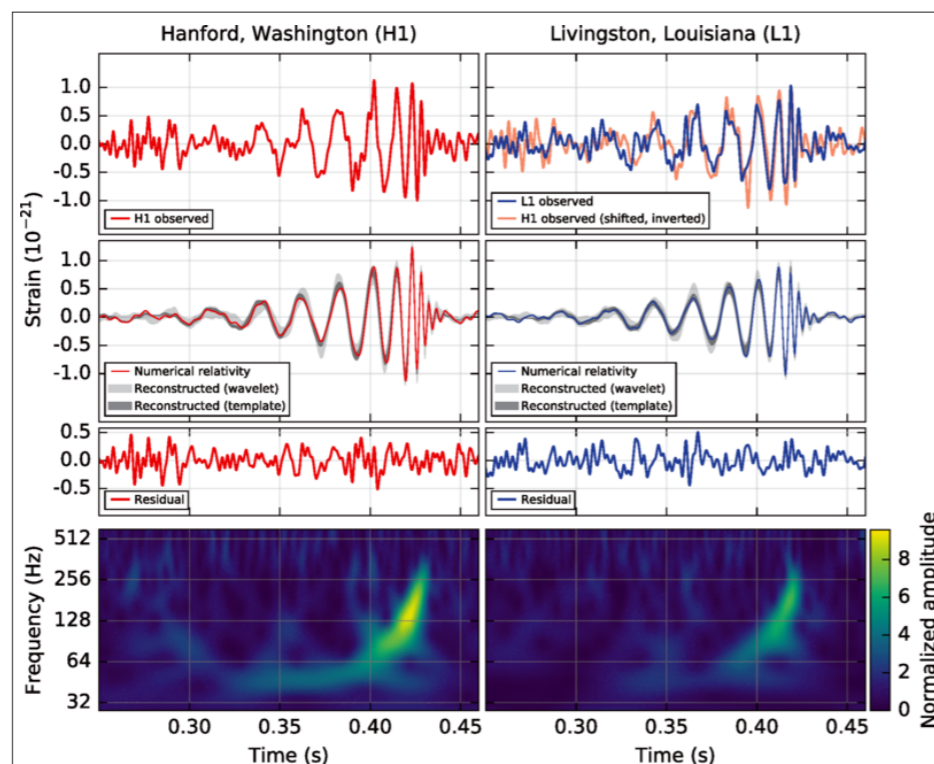 Hanford, Washington (H1)
Livingston, Louisiana (L1)
Strain (10⁻²¹)
1.0
0.5
0.0
-0.5
-1.0
H1 observed
L1 observed
H1 observed (shifted, inverted)
1.0
0.5
0.0
-0.5
-1.0
Numerical relativity
Reconstructed (wavelet)
Reconstructed (template)
Numerical relativity
Reconstructed (wavelet)
Reconstructed (template)
0.5
0.0
-0.5
Residual
Residual
Frequency (Hz)
512
256
128
64
32
0.30 0.35 0.40 0.45
Time (s)
0.30 0.35 0.40 0.45
Time (s)
8
6
4
2
0
Normalized amplitude